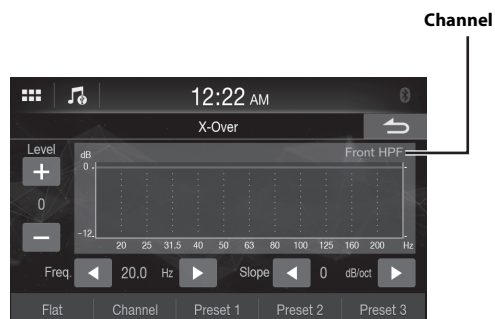 Channel
12:22 AM
X-Over
Level
dB
Front HPF
0
0
-12
20 25 31.5 40 50 63 80 100 125 160 200 Hz
Freq. 20.0 Hz Slope 0 dB/oct
Flat Channel Preset 1 Preset 2 Preset 3